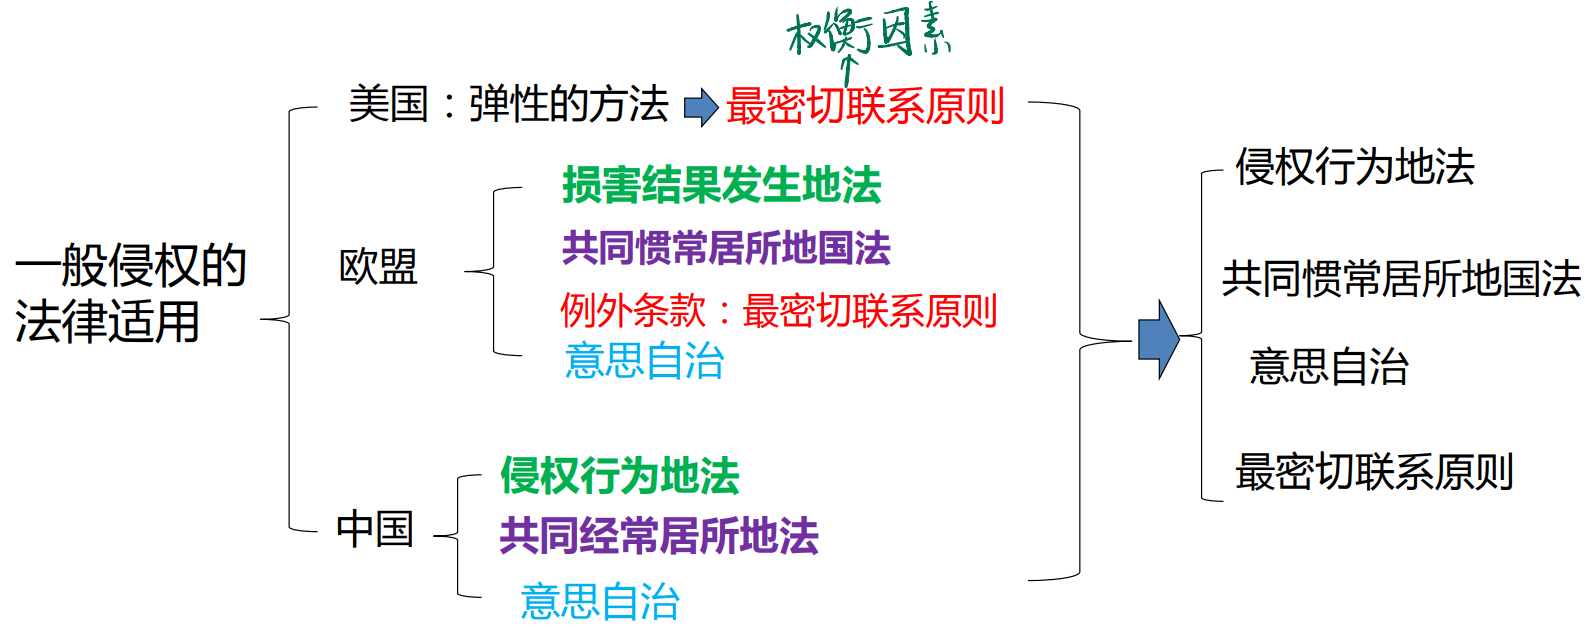 权衡因素
美国：弹性的方法
最密切联系原则
损害结果发生地法
欧盟
共同惯常居所地国法
例外条款：最密切联系原则
意思自治
一般侵权的
法律适用
中国
侵权行为地法
共同经常居所地法
意思自治
侵权行为地法
共同惯常居所地国法
意思自治
最密切联系原则